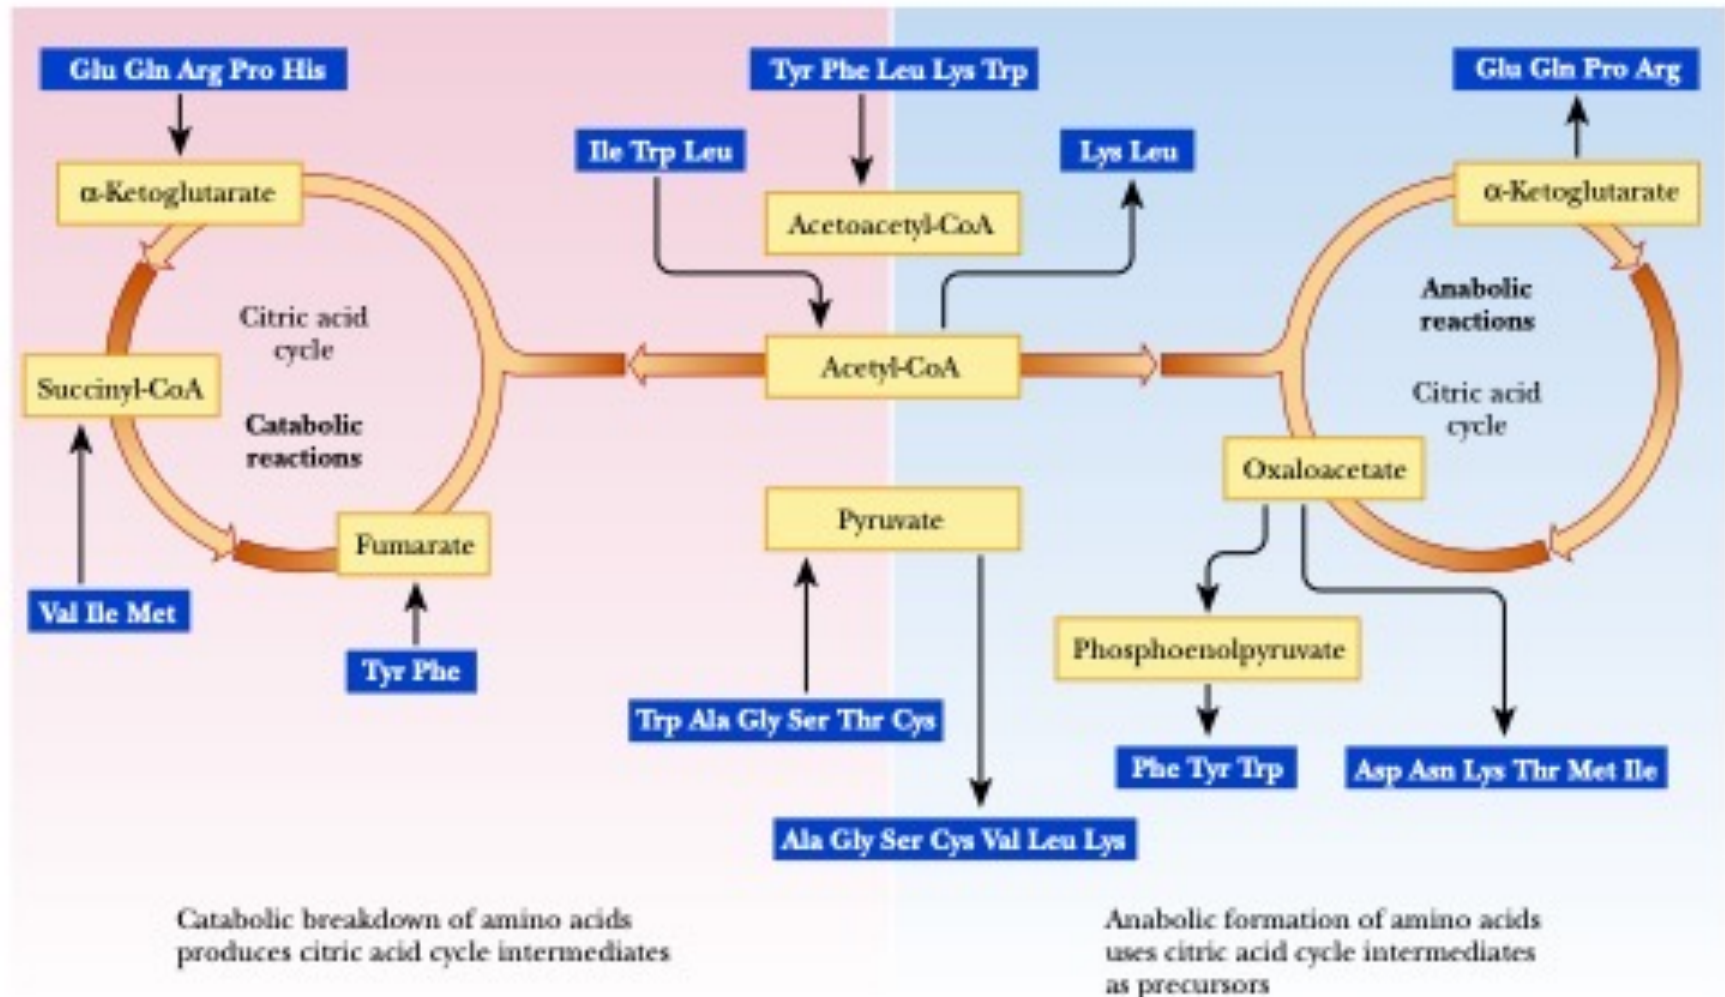 Glu Gln Arg Pro His
Tyr Phe Leu Lys Trp
Glu Gln Pro Arg
Ile Trp Leu
Lys Leu
α-Ketoglutarate
Acetoacetyl-CoA
α-Ketoglutarate
Citric acid
cycle
Anabolic
reactions
Succinyl-CoA
Acetyl-CoA
Catabolic
reactions
Citric acid
cycle
Oxaloacetate
Pyruvate
Fumarate
Val Ile Met
Tyr Phe
Phosphoenolpyruvate
Trp Ala Gly Ser Thr Cys
Phe Tyr Trp
Asp Asn Lys Thr Met Ile
Ala Gly Ser Cys Val Leu Lys
Catabolic breakdown of amino acids
produces citric acid cycle intermediates
Anabolic formation of amino acids
uses citric acid cycle intermediates
as precursors